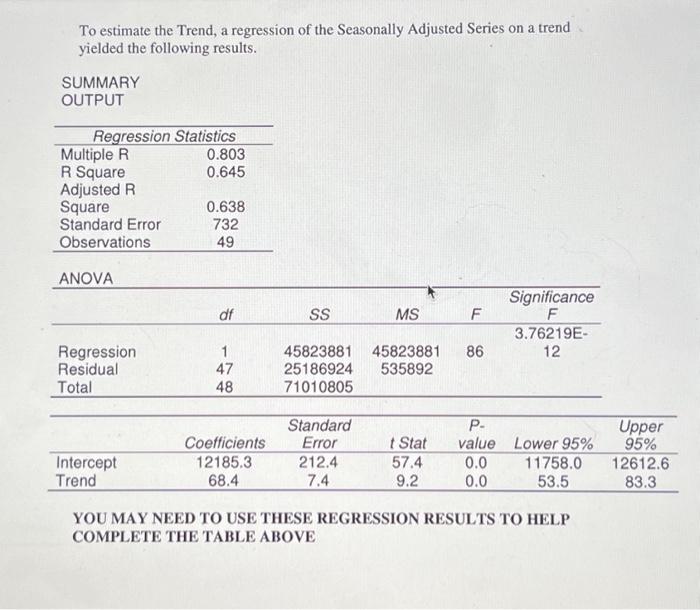 To estimate the Trend, a regression of the Seasonally Adjusted Series on a trend
yielded the following results.
SUMMARY
OUTPUT
Regression Statistics
Multiple R 0.803
R Square 0.645
Adjusted R
Square 0.638
Standard Error 732
Observations 49
ANOVA
Significance
df SS MS F F
3.76219E-
Regression 1 45823881 45823881 86 12
Residual 47 25186924 535892
Total 48 71010805
Standard P- Upper
Coefficients Error t Stat value Lower 95% 95%
Intercept 12185.3 212.4 57.4 0.0 11758.0 12612.6
Trend 68.4 7.4 9.2 0.0 53.5 83.3
YOU MAY NEED TO USE THESE REGRESSION RESULTS TO HELP
COMPLETE THE TABLE ABOVE